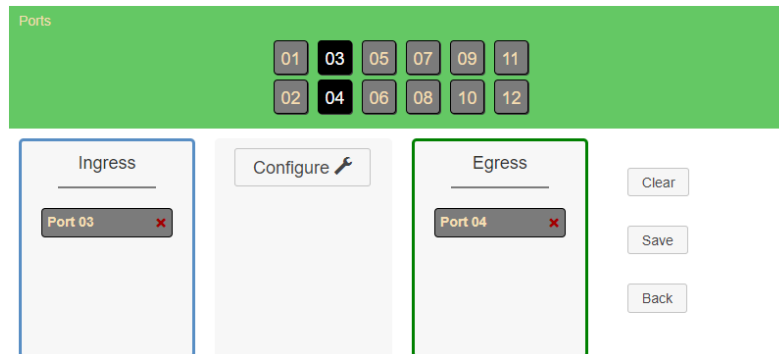 Ports
01 03 05 07 09 11
02 04 06 08 10 12
Ingress
Configure
Egress
Clear
Port 03
Port 04
Save
Back